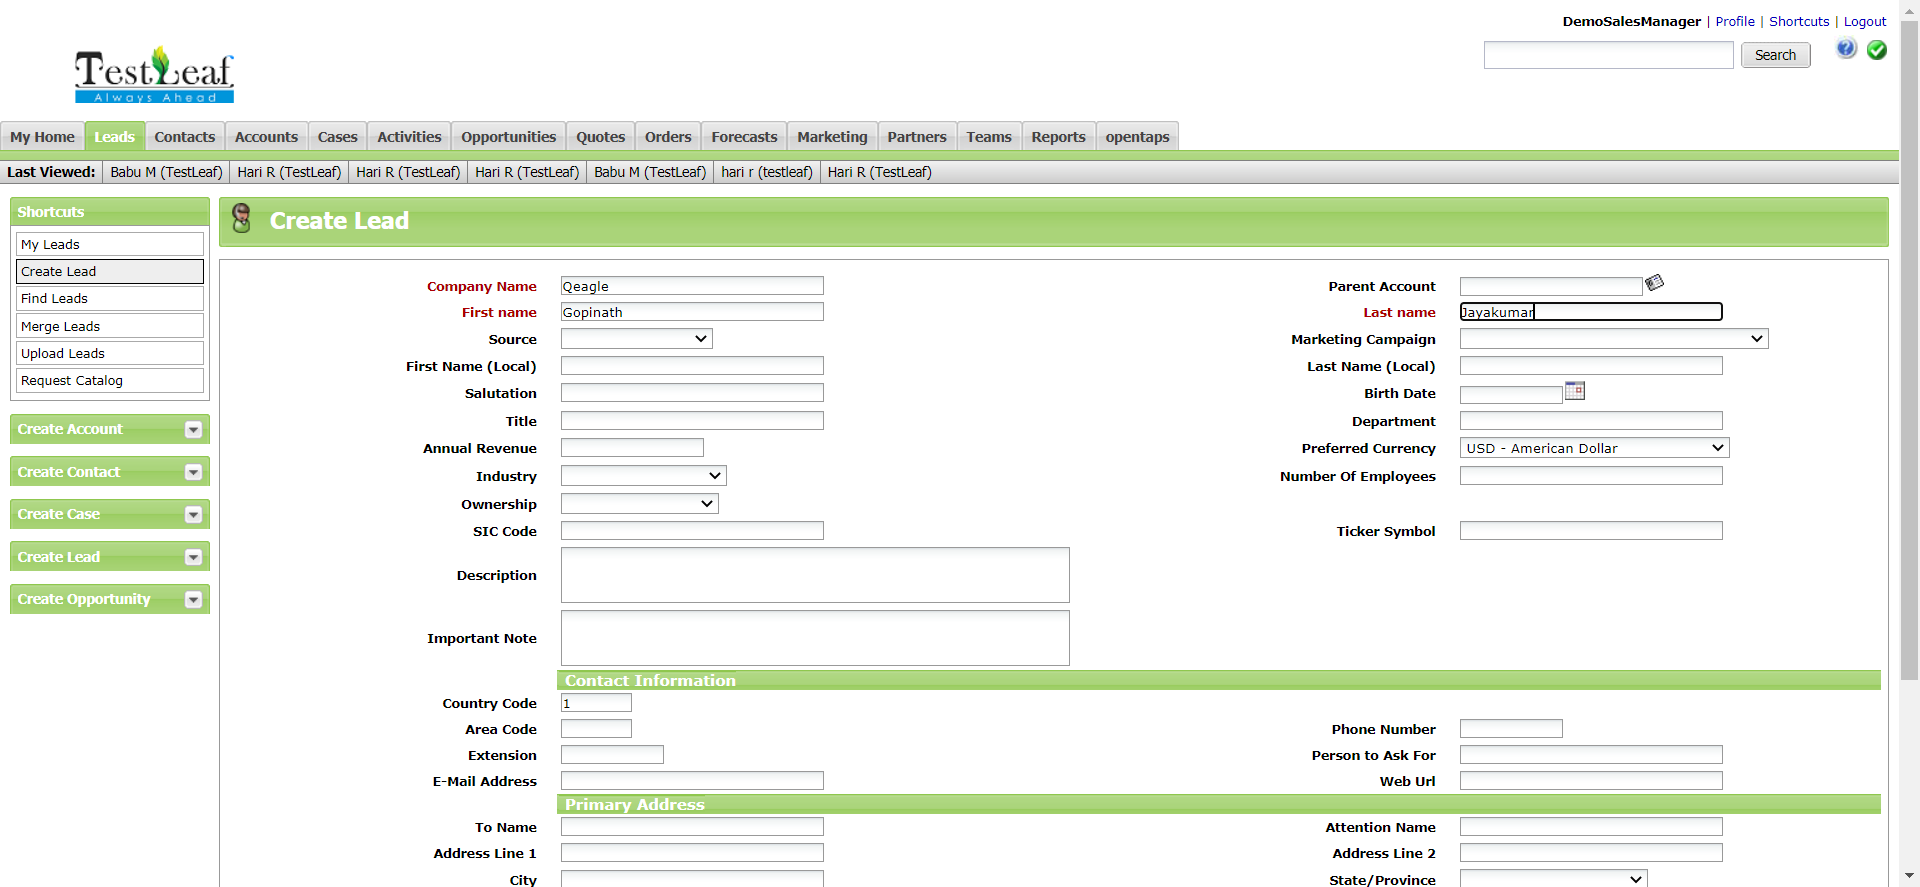 DemoSalesManager | Profile | Shortcuts | Logout
TestLeaf
Always Ahead
Search
My Home Leads Contacts Accounts Cases Activities Opportunities Quotes Orders Forecasts Marketing Partners Teams Reports opentaps
Last Viewed: Babu M (TestLeaf) Hari R (TestLeaf) Hari R (TestLeaf) Hari R (TestLeaf) Babu M (TestLeaf) hari r (testleaf) Hari R (TestLeaf)
Shortcuts
My Leads
Create Lead
Find Leads
Merge Leads
Upload Leads
Request Catalog
Create Account
Create Contact
Create Case
Create Lead
Create Opportunity
Create Lead
Company Name Qeagle Parent Account
First name Gopinath Last name Jayakumar
Source Marketing Campaign
First Name (Local) Last Name (Local)
Salutation Birth Date
Title Department
Annual Revenue Preferred Currency USD - American Dollar
Industry Number Of Employees
Ownership
SIC Code Ticker Symbol
Description
Important Note
Contact Information
Country Code 1
Area Code Phone Number
Extension Person to Ask For
E-Mail Address Web Url
Primary Address
To Name Attention Name
Address Line 1 Address Line 2
City State/Province